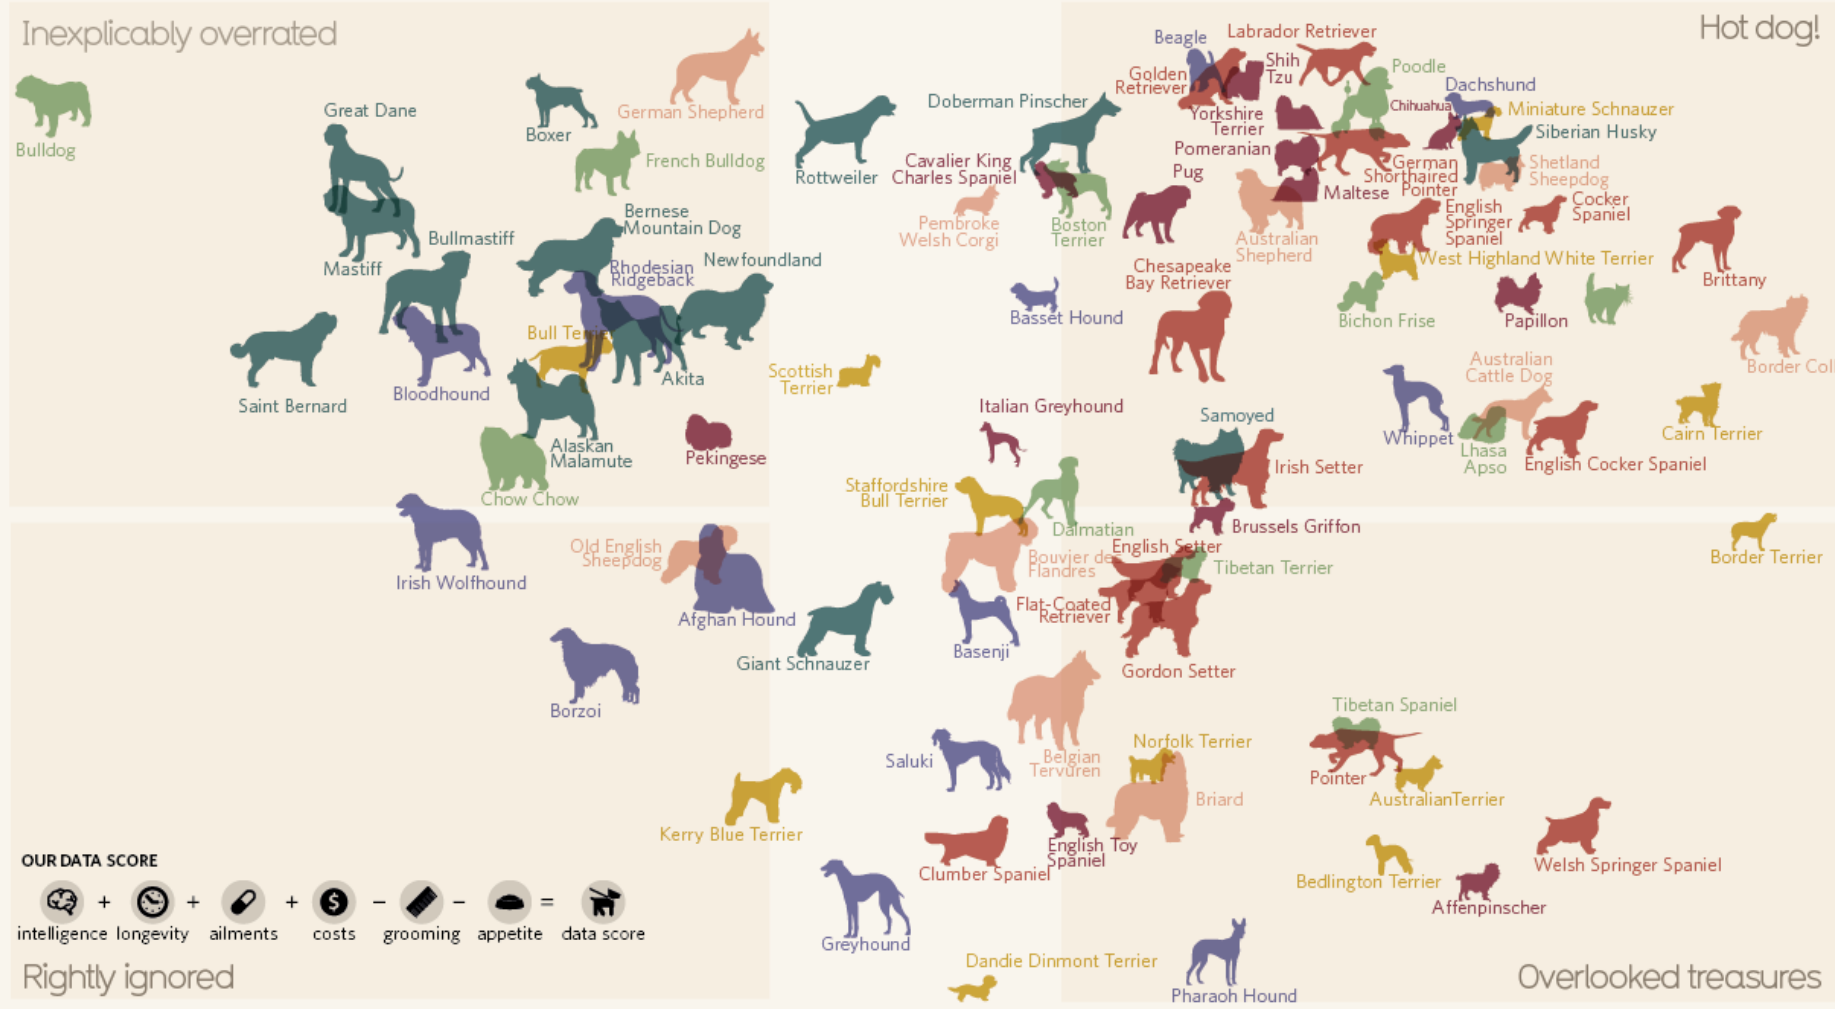 Inexplicably overrated
Hot dog!
Bulldog
Great Dane
Boxer
German Shepherd
French Bulldog
Mastiff
Bullmastiff
Bernese
Mountain Dog
Rhodesian
Ridgeback
Newfoundland
Saint Bernard
Bloodhound
Bull Terrier
Akita
Alaskan
Malamute
Pekingese
Chow Chow
Rottweiler
Doberman Pinscher
Cavalier King
Charles Spaniel
Pembroke
Welsh Corgi
Boston
Terrier
Basset Hound
Scottish
Terrier
Italian Greyhound
Staffordshire
Bull Terrier
Dalmatian
Beagle
Labrador Retriever
Golden
Retriever
Shih
Tzu
Yorkshire
Terrier
Poodle
Chihuahua
Dachshund
Miniature Schnauzer
Siberian Husky
Pomeranian
Pug
Maltese
German
Shorthaired
Pointer
Shetland
Sheepdog
Australian
Shepherd
English
Springer
Spaniel
Cocker
Spaniel
Chesapeake
Bay Retriever
West Highland White Terrier
Brittany
Bichon Frise
Papillon
Border Coll
Australian
Cattle Dog
Whippet
Lhasa
Apso
English Cocker Spaniel
Cairn Terrier
Samoyed
Irish Setter
Brussels Griffon
Border Terrier
Irish Wolfhound
Old English
Sheepdog
Afghan Hound
Giant Schnauzer
Borzoi
Bouvier des
Flandres
English Setter
Tibetan Terrier
Flat-Coated
Retriever
Basenji
Gordon Setter
Saluki
Belgian
Tervuren
Norfolk Terrier
Briard
Tibetan Spaniel
Pointer
AustralianTerrier
Kerry Blue Terrier
Clumber Spaniel
English Toy
Spaniel
Welsh Springer Spaniel
Bedlington Terrier
Affenpinscher
Greyhound
Dandie Dinmont Terrier
Pharaoh Hound
OUR DATA SCORE
+ + + $ – – =
intelligence longevity ailments costs grooming appetite data score
Rightly ignored
Overlooked treasures